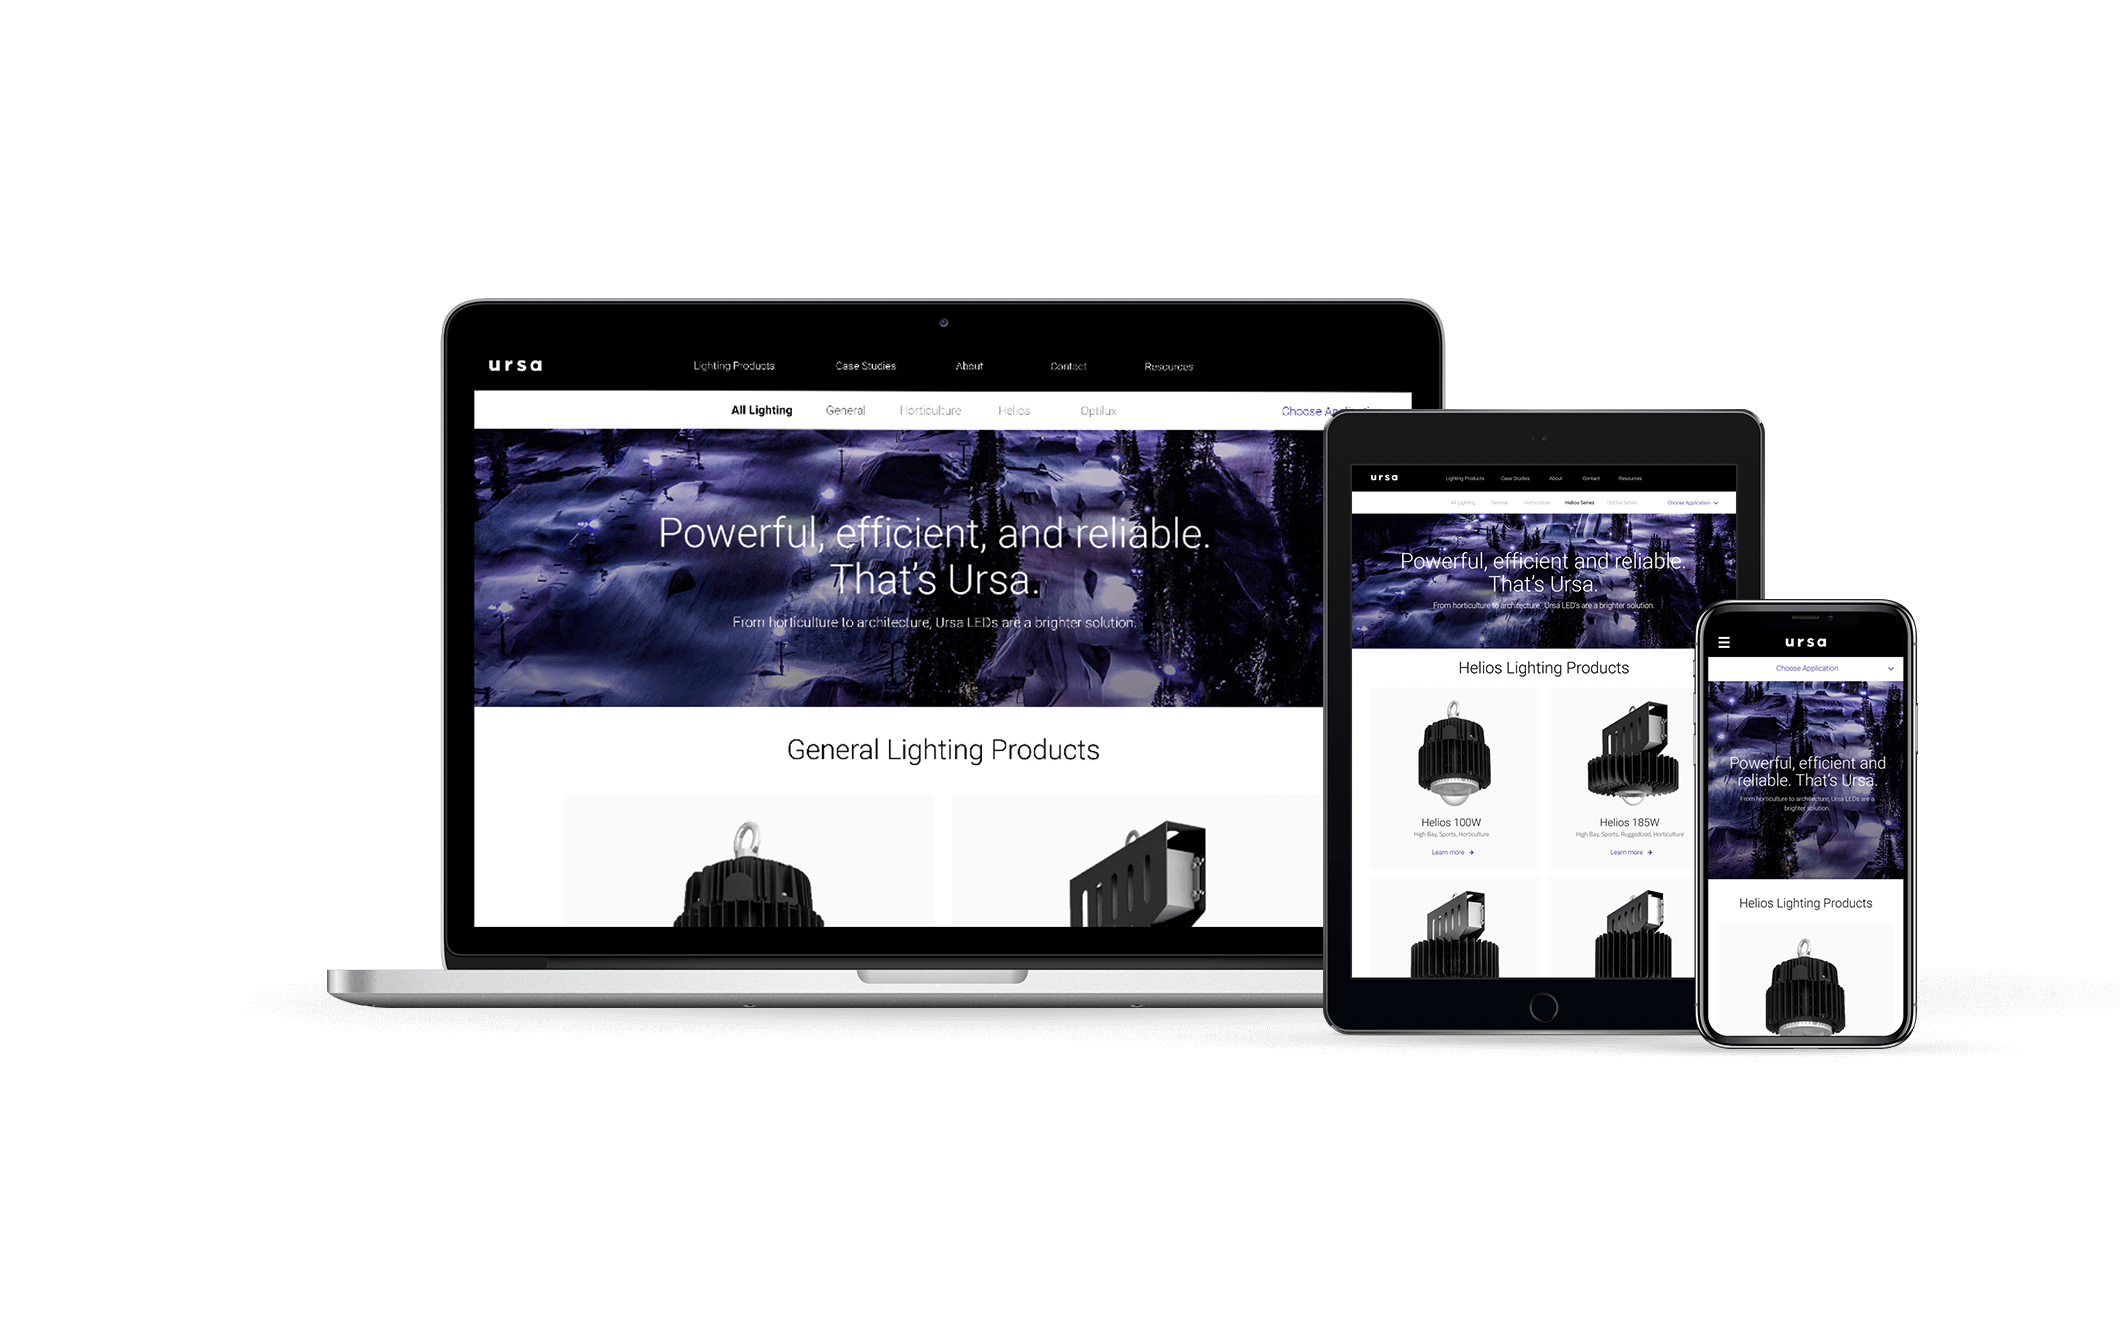 ursa
Lighting Products Case Studies About Contact Resources
All Lighting General Horticulture Helios Optilux Choose
Powerful, efficient, and reliable.
That's Ursa.
From horticulture to architecture, Ursa LEDs are a brighter solution.
General Lighting Products
ursa
Lighting Products Case Studies About Contact Resources
All Lighting General Horticulture Helios Series Optilux Series Choose Application
Powerful, efficient and reliable.
That's Ursa.
From horticulture to architecture, Ursa LED's are a brighter solution.
Helios Lighting Products
Helios 100W
High Bay, Sports, Horticulture
Learn more →
Helios 185W
High Bay, Sports, Ruggedized, Horticulture
Learn more →
ursa
Choose Application
Powerful, efficient and
reliable. That's Ursa.
From horticulture to architecture, Ursa LEDs are a
brighter solution.
Helios Lighting Products